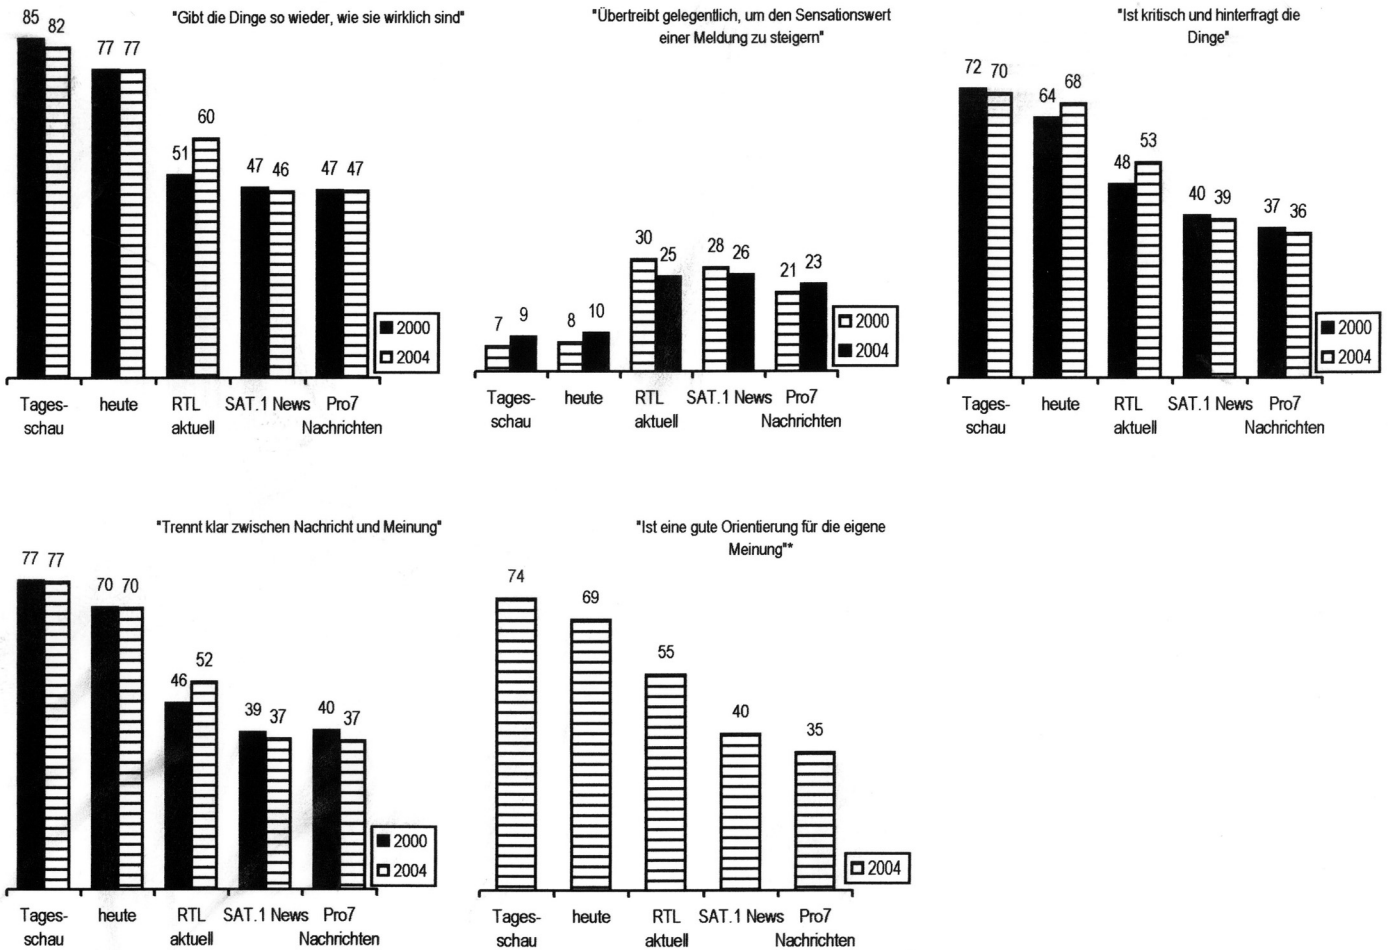 "Gibt die Dinge so wieder, wie sie wirklich sind"
85
82
77 77
51
60
47 46
47 47
2000
2004
Tages-
schau
heute
RTL
aktuell
SAT.1 News
Pro7
Nachrichten
"Übertreibt gelegentlich, um den Sensationswert
einer Meldung zu steigern"
7
9
8
10
30
25
28
26
21
23
2000
2004
Tages-
schau
heute
RTL
aktuell
SAT.1 News
Pro7
Nachrichten
"Ist kritisch und hinterfragt die
Dinge"
72
70
64
68
48
53
40
39
37
36
2000
2004
Tages-
schau
heute
RTL
aktuell
SAT.1 News
Pro7
Nachrichten
"Trennt klar zwischen Nachricht und Meinung"
77 77
70 70
46
52
39
37
40
37
2000
2004
Tages-
schau
heute
RTL
aktuell
SAT.1 News
Pro7
Nachrichten
"Ist eine gute Orientierung für die eigene
Meinung"*
74
69
55
40
35
2004
Tages-
schau
heute
RTL
aktuell
SAT.1 News
Pro7
Nachrichten